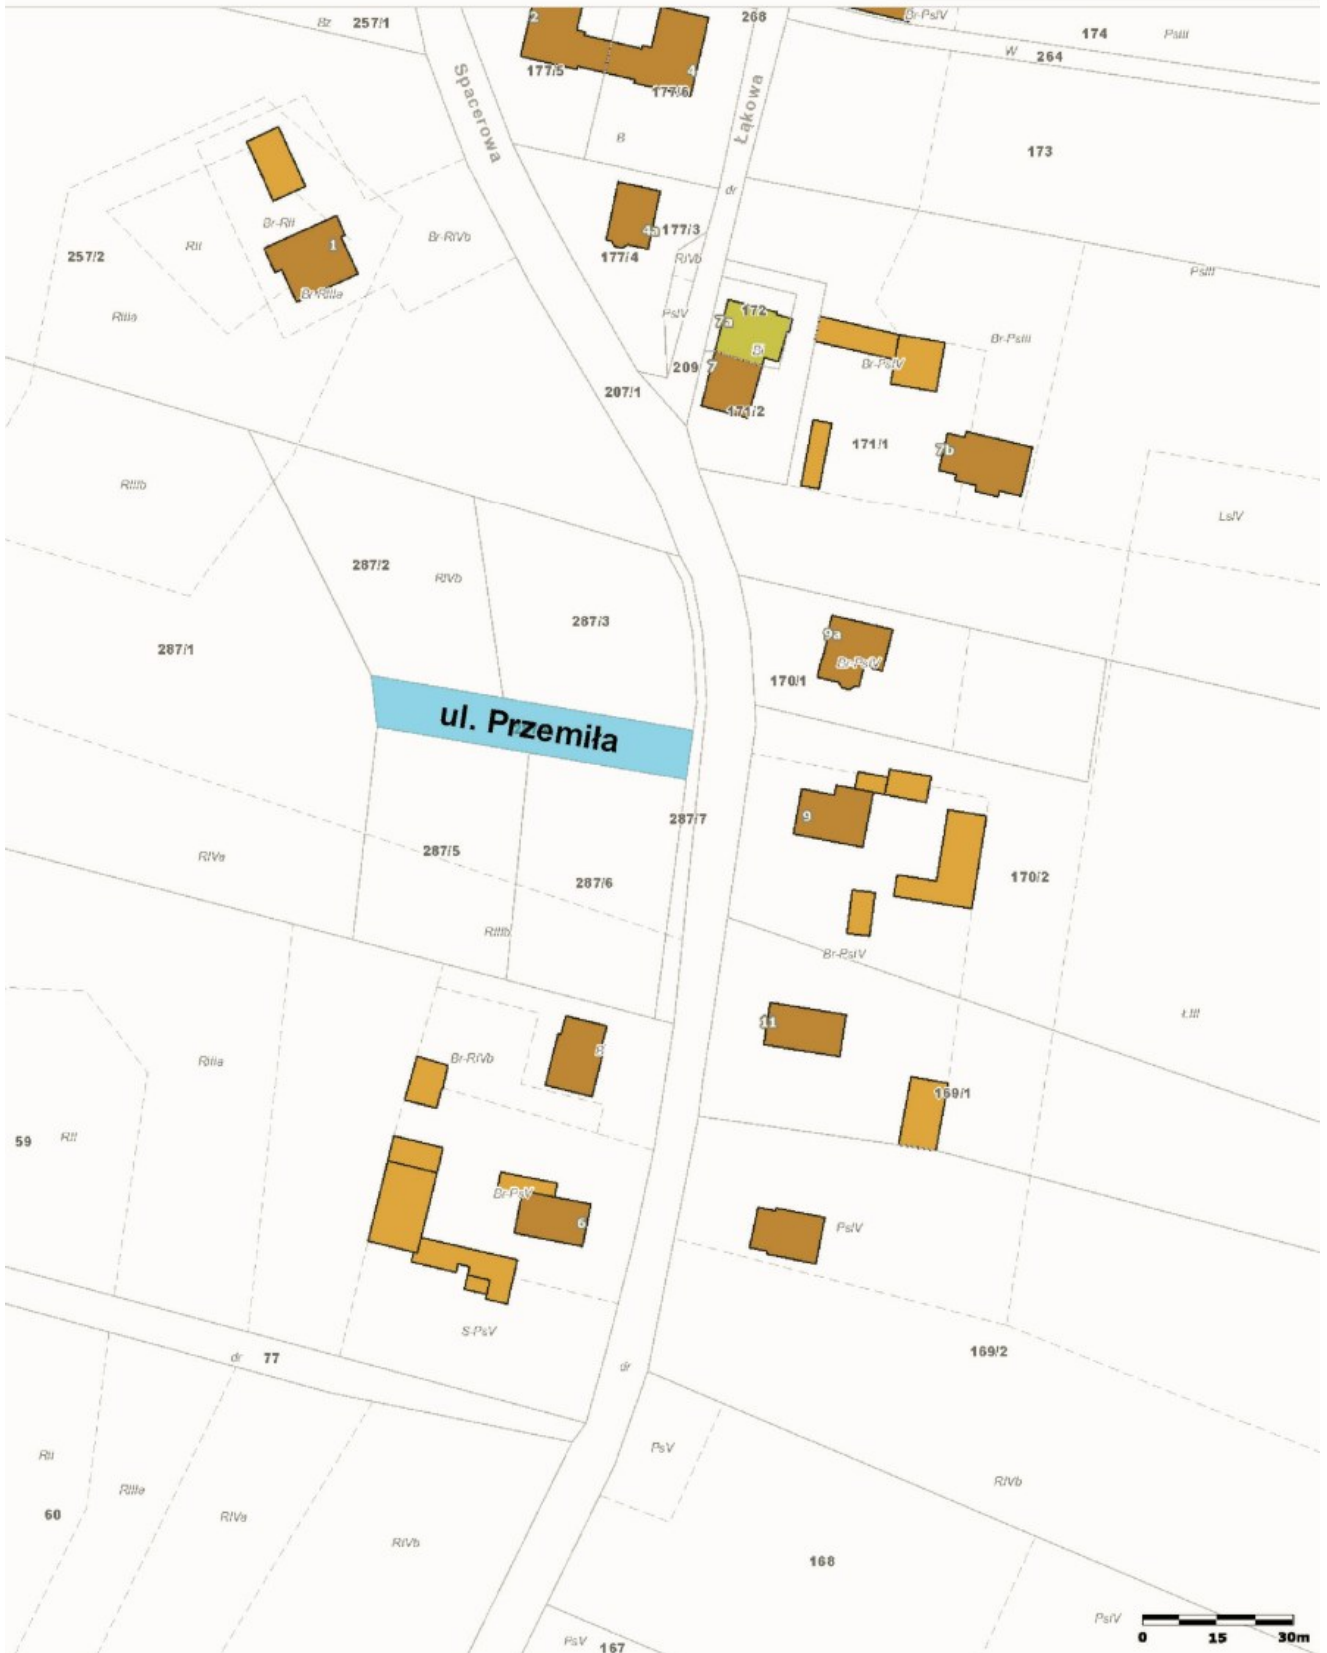 Bz
257/1
2
268
Br-PsIV
174
PsIII
W
264
177/5
4
177/6
Spacerowa
Łąkowa
B
173
dr
Br-RII
RII
1
Br-RIVb
257/2
4a
177/3
177/4
RIVb
Br-RIIIa
RIIIa
PsIII
PsIV
172
7a
Bi
Br-PsIII
209
7
Br-PsIV
207/1
171/2
171/1
7b
RIIIb
LsIV
287/2
RIVb
287/3
9a
287/1
Br-PsIV
170/1
ul. Przemiła
9
287/7
287/5
RIVa
287/6
170/2
RIIIb
Br-PsIV
ŁIII
11
8
Br-RIVb
RIIIa
169/1
59
RII
Br-PsV
6
PsIV
S-PsV
dr
77
dr
169/2
RII
PsV
RIVb
RIIIa
60
RIVa
RIVb
168
PsIV
PsV
167
0 15 30m